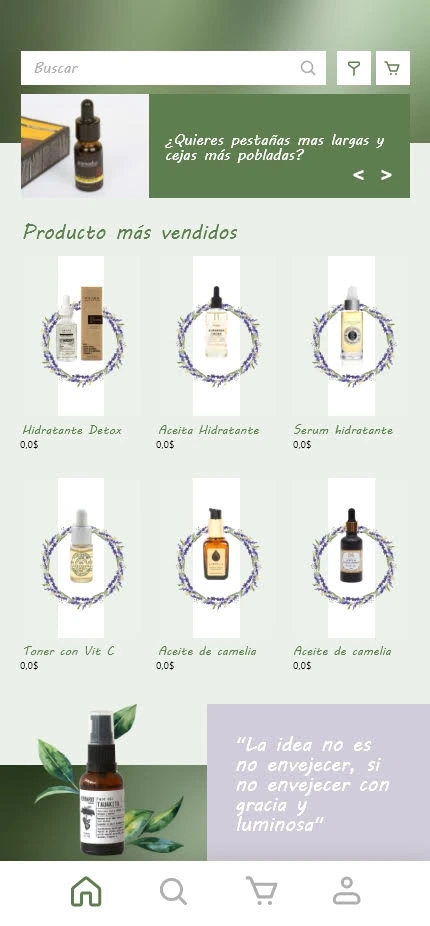 Buscar
¿Quieres pestañas mas largas y
cejas más pobladas?
< >
Producto más vendidos
Hidratante Detox
0,0$
Aceita Hidratante
0,0$
Serum hidratante
0,0$
Toner con Vit C
0,0$
Aceite de camelia
0,0$
Aceite de camelia
0,0$
TAUKITA
"La idea no es
no envejecer, si
no envejecer con
gracia y
luminosa"